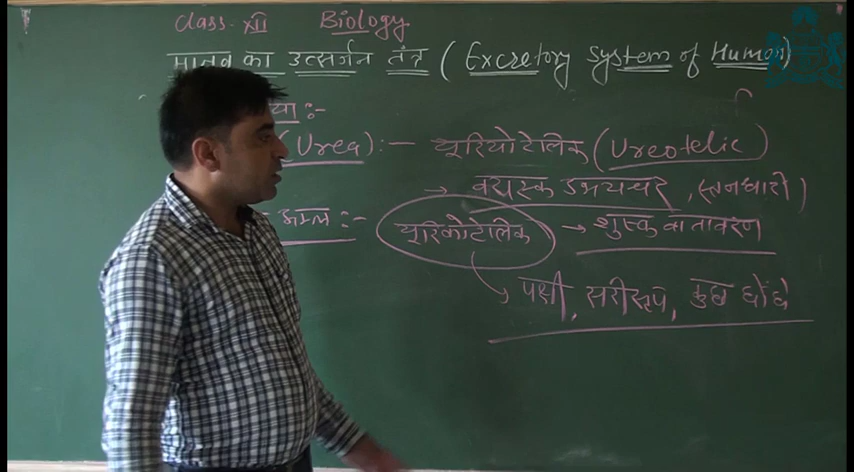 Class-XII Biology
मानव का उत्सर्जन तंत्र (Excretory System of Human)
या :-
(Urea) :- यूरियोटेलिक (Ureotelic)
→ वयस्क उभयचर, (स्तनधारी)
अम्ल :- यूरिकोटेलिक → शुष्क वातावरण
→ पक्षी, सरीसृप, कुछ घोंघे